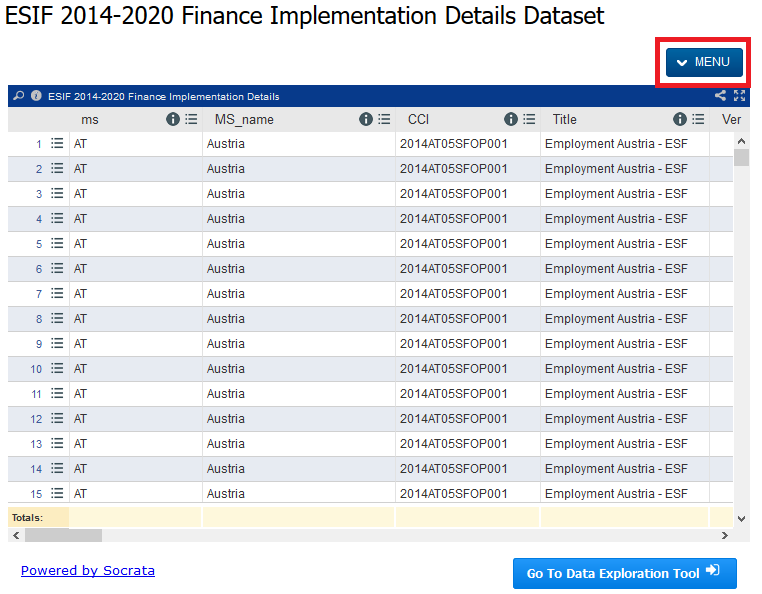 ESIF 2014-2020 Finance Implementation Details Dataset
MENU
ESIF 2014-2020 Finance Implementation Details
ms MS_name CCI Title Ver
1 AT Austria 2014AT05SFOP001 Employment Austria - ESF
2 AT Austria 2014AT05SFOP001 Employment Austria - ESF
3 AT Austria 2014AT05SFOP001 Employment Austria - ESF
4 AT Austria 2014AT05SFOP001 Employment Austria - ESF
5 AT Austria 2014AT05SFOP001 Employment Austria - ESF
6 AT Austria 2014AT05SFOP001 Employment Austria - ESF
7 AT Austria 2014AT05SFOP001 Employment Austria - ESF
8 AT Austria 2014AT05SFOP001 Employment Austria - ESF
9 AT Austria 2014AT05SFOP001 Employment Austria - ESF
10 AT Austria 2014AT05SFOP001 Employment Austria - ESF
11 AT Austria 2014AT05SFOP001 Employment Austria - ESF
12 AT Austria 2014AT05SFOP001 Employment Austria - ESF
13 AT Austria 2014AT05SFOP001 Employment Austria - ESF
14 AT Austria 2014AT05SFOP001 Employment Austria - ESF
15 AT Austria 2014AT05SFOP001 Employment Austria - ESF
Totals:
Powered by Socrata
Go To Data Exploration Tool